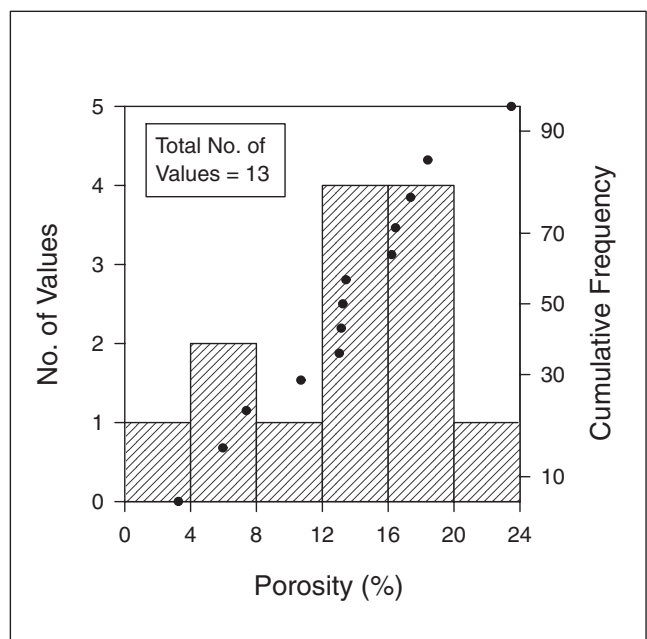 5
4
3
2
1
0
No. of Values
Total No. of
Values = 13
90
70
50
30
10
Cumulative Frequency
0 4 8 12 16 20 24
Porosity (%)